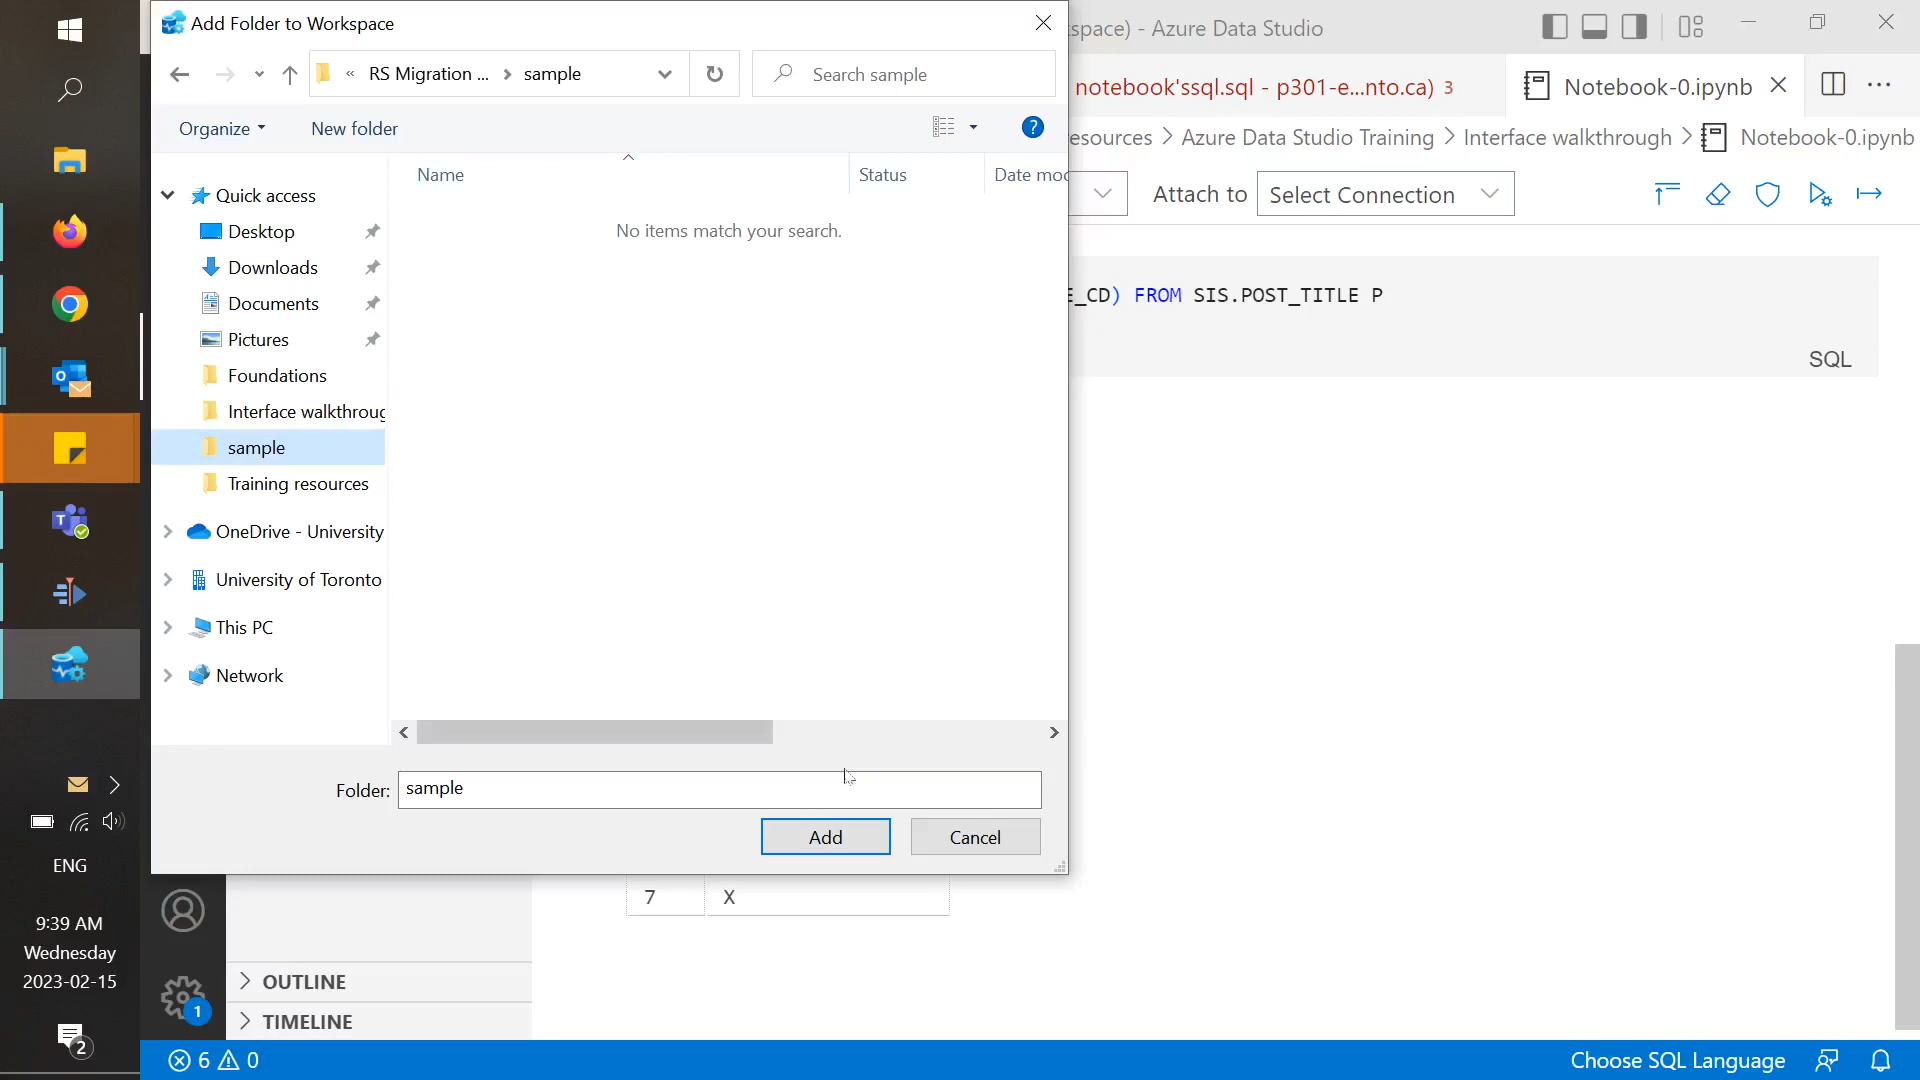 Add Folder to Workspace
« RS Migration ... > sample
Search sample
Organize
New folder
?
Name
Status
No items match your search.
Quick access
Desktop
Downloads
Documents
Pictures
Foundations
Interface walkthroug
sample
Training resources
OneDrive - University
University of Toronto
This PC
Network
Folder:
sample
Add
Cancel
space) - Azure Data Studio
notebook'ssql.sql - p301-e...nto.ca) 3
Notebook-0.ipynb
esources > Azure Data Studio Training > Interface walkthrough > Notebook-0.ipynb
Attach to
Select Connection
E_CD) FROM SIS.POST_TITLE P
SQL
7
X
OUTLINE
TIMELINE
1
6
0
Choose SQL Language
ENG
9:39 AM
Wednesday
2023-02-15
2